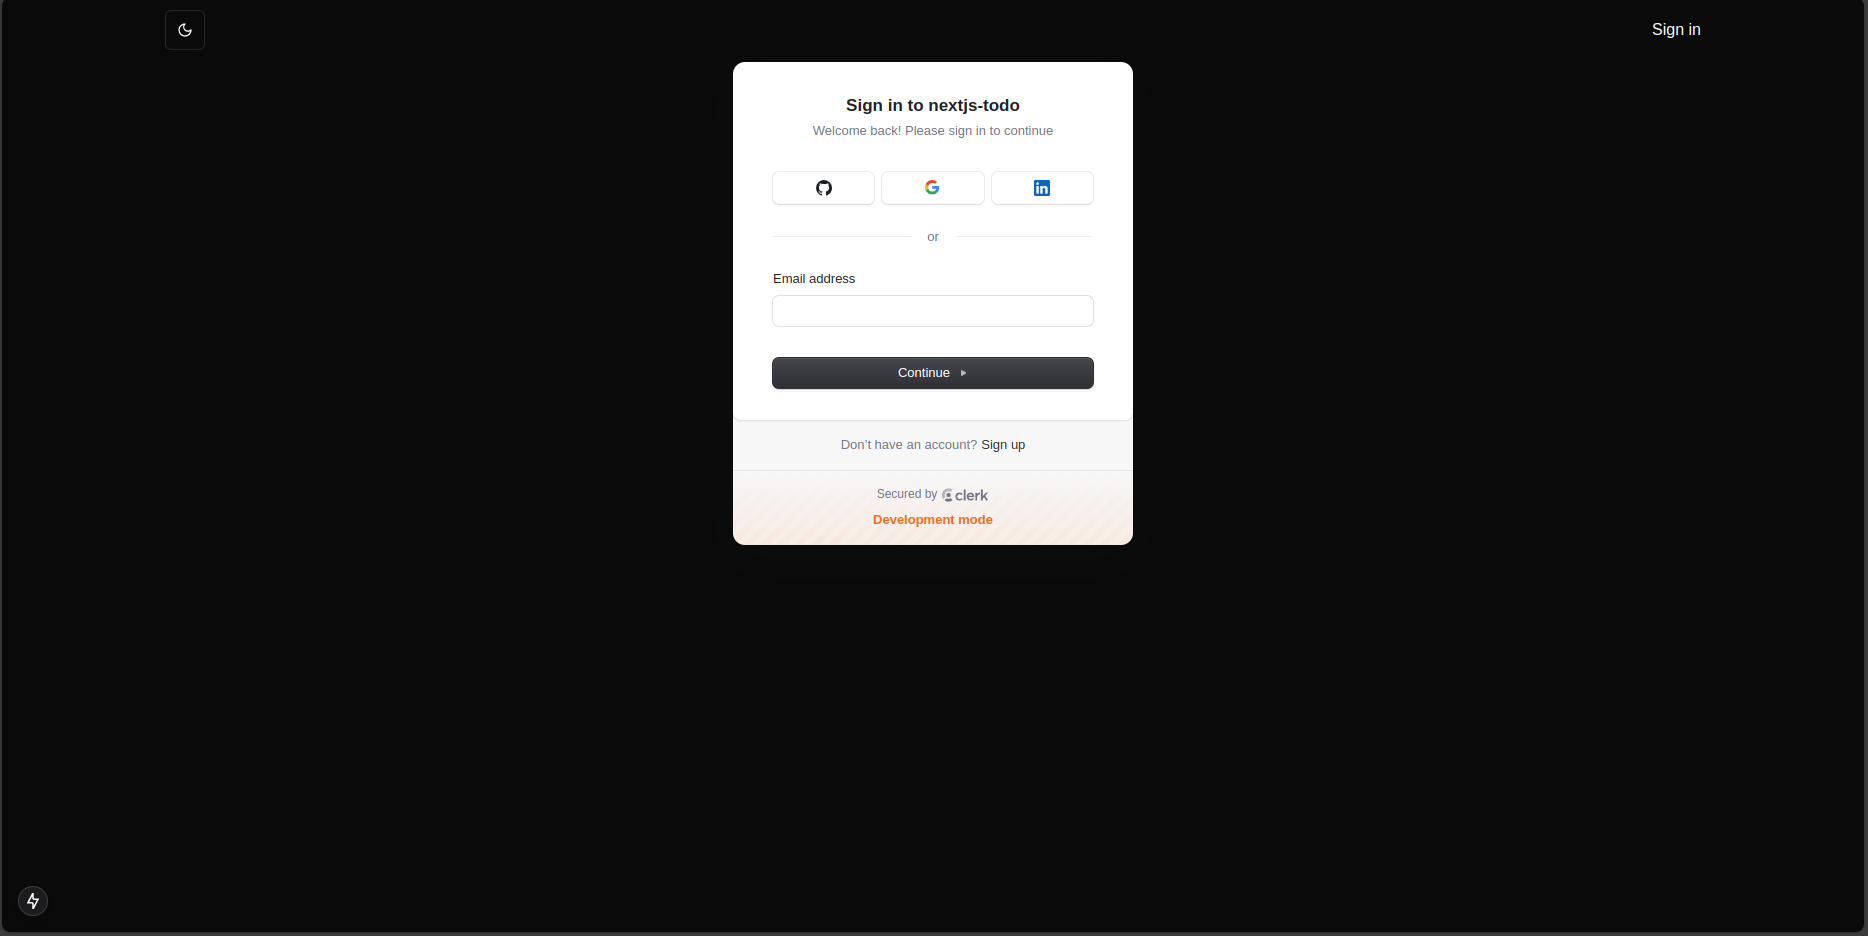 Sign in
Sign in to nextjs-todo
Welcome back! Please sign in to continue
or
Email address
Continue
Don’t have an account? Sign up
Secured by clerk
Development mode